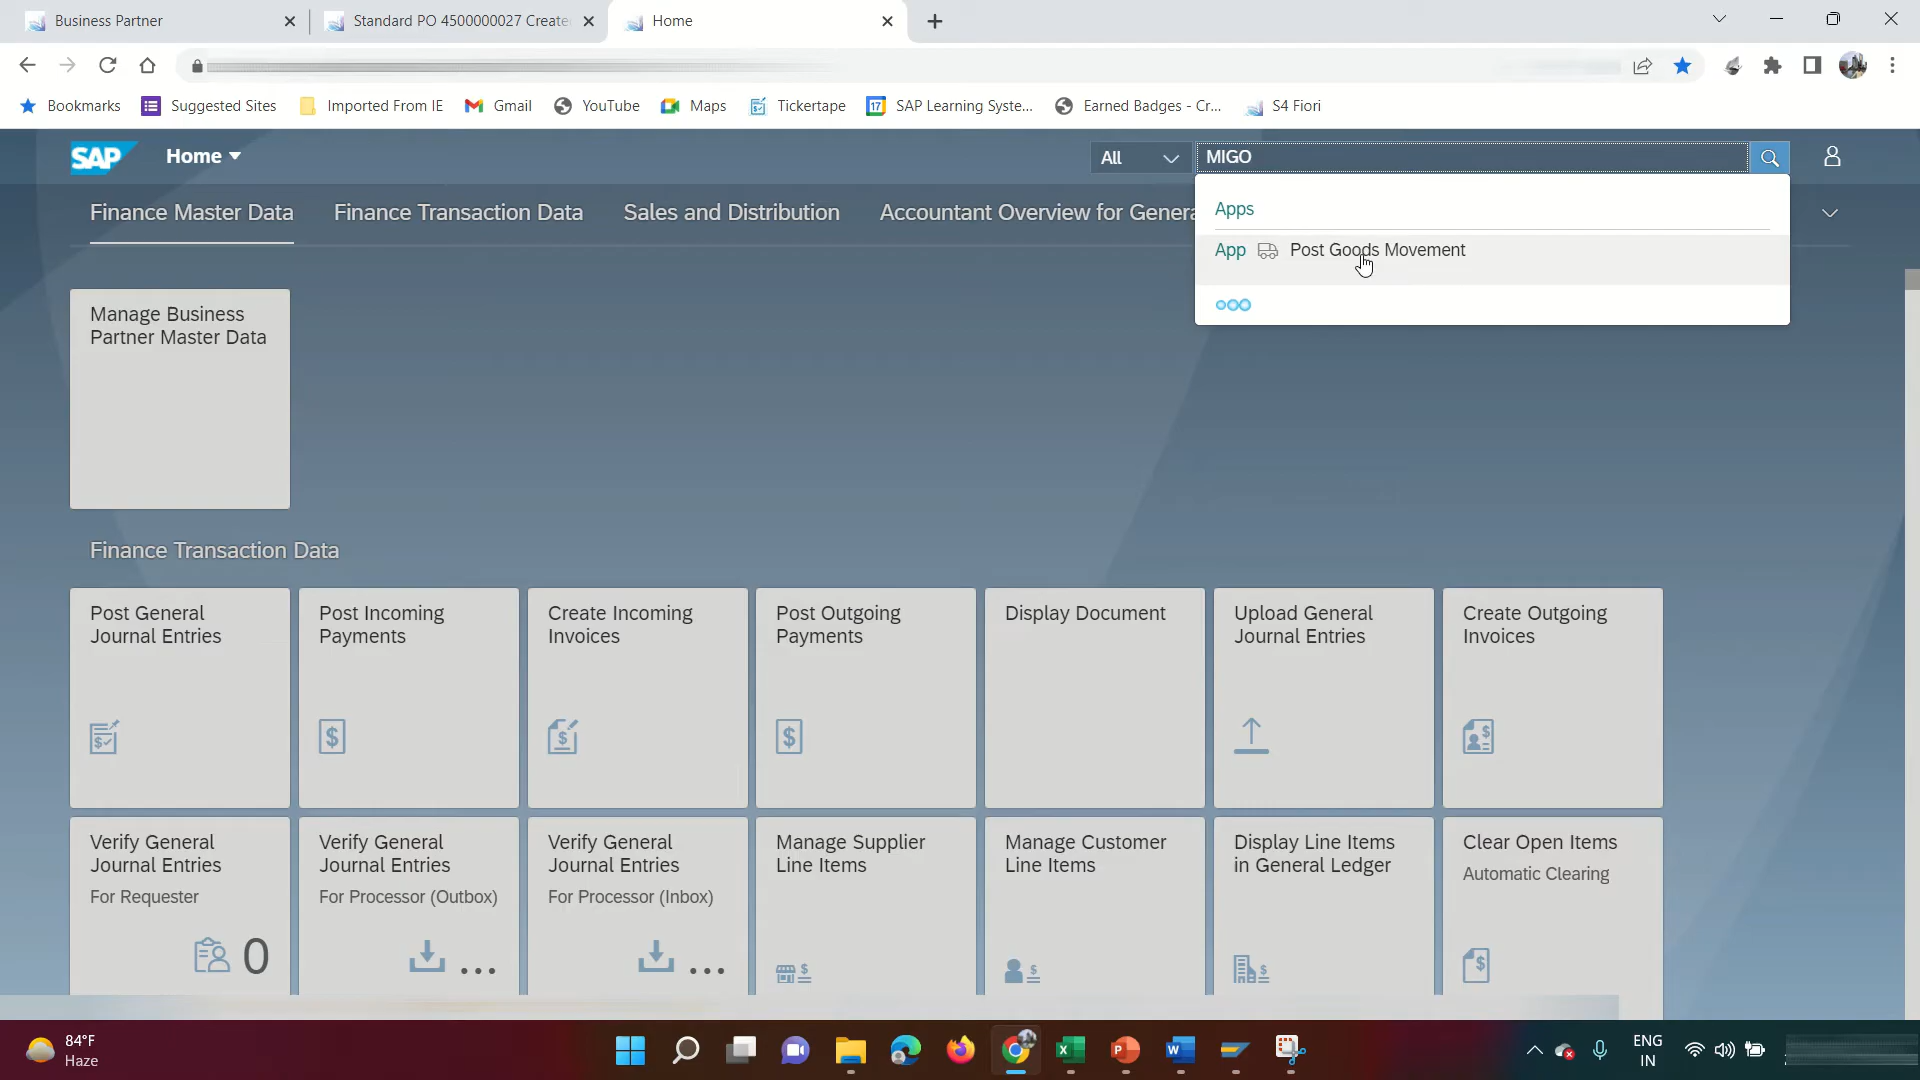 Business Partner
Standard PO 4500000027 Create
Home
Bookmarks
Suggested Sites
Imported From IE
Gmail
YouTube
Maps
Tickertape
17
SAP Learning Syste...
Earned Badges - Cr...
S4 Fiori
SAP
Home
All
MIGO
Finance Master Data
Finance Transaction Data
Sales and Distribution
Accountant Overview for Genera
Apps
App
Post Goods Movement
Manage Business
Partner Master Data
Finance Transaction Data
Post General
Journal Entries
Post Incoming
Payments
Create Incoming
Invoices
Post Outgoing
Payments
Display Document
Upload General
Journal Entries
Create Outgoing
Invoices
Verify General
Journal Entries
For Requester
0
Verify General
Journal Entries
For Processor (Outbox)
...
Verify General
Journal Entries
For Processor (Inbox)
...
Manage Supplier
Line Items
Manage Customer
Line Items
Display Line Items
in General Ledger
Clear Open Items
Automatic Clearing
84°F
Haze
ENG
IN